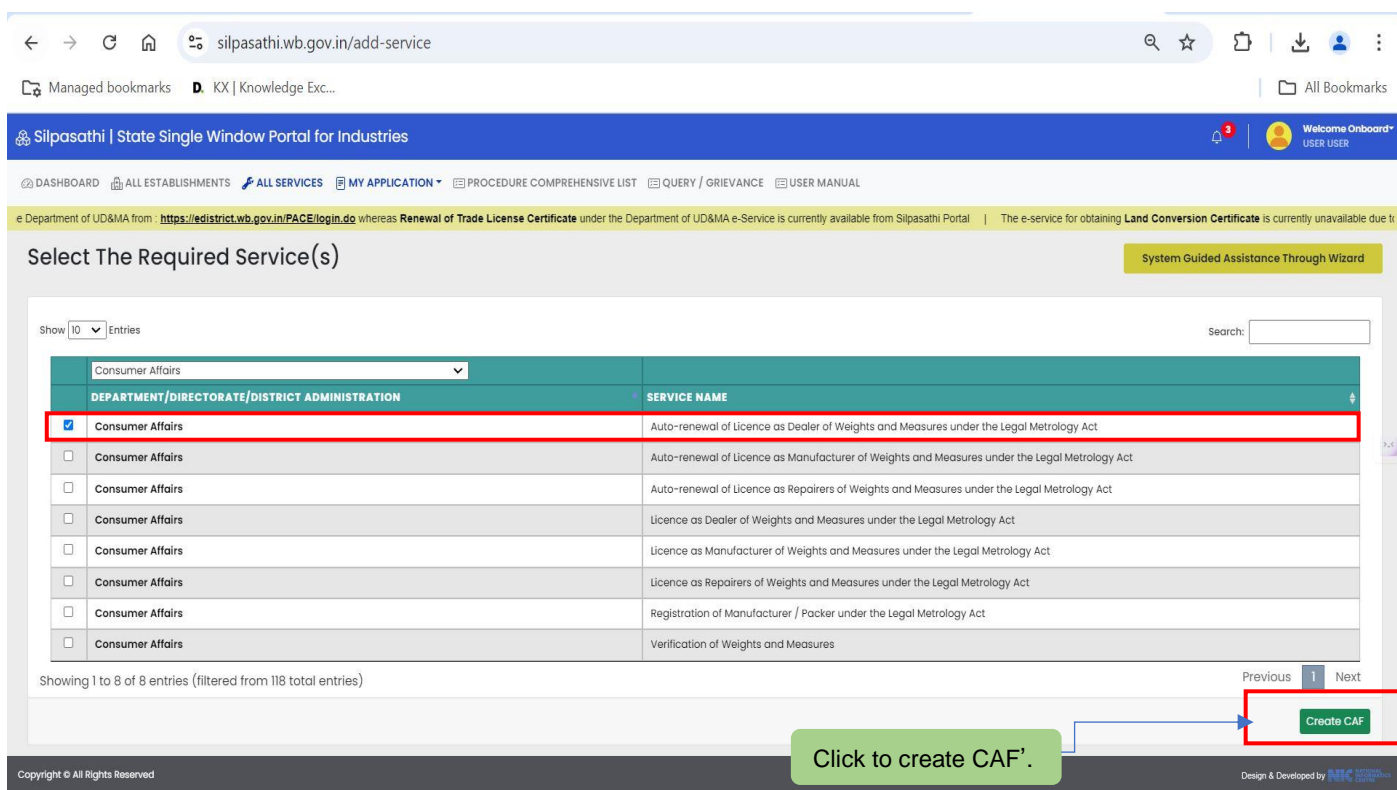 silpasathi.wb.gov.in/add-service
Managed bookmarks D. KX | Knowledge Exc... All Bookmarks
Silpasathi | State Single Window Portal for Industries 3 Welcome Onboard
USER USER
DASHBOARD ALL ESTABLISHMENTS ALL SERVICES MY APPLICATION PROCEDURE COMPREHENSIVE LIST QUERY / GRIEVANCE USER MANUAL
e Department of UD&MA from : https://edistrict.wb.gov.in/PACE/login.do whereas Renewal of Trade License Certificate under the Department of UD&MA e-Service is currently available from Silpasathi Portal | The e-service for obtaining Land Conversion Certificate is currently unavailable due to
Select The Required Service(s) System Guided Assistance Through Wizard
Show 10 Entries Search:
Consumer Affairs
DEPARTMENT/DIRECTORATE/DISTRICT ADMINISTRATION SERVICE NAME
Consumer Affairs Auto-renewal of Licence as Dealer of Weights and Measures under the Legal Metrology Act
Consumer Affairs Auto-renewal of Licence as Manufacturer of Weights and Measures under the Legal Metrology Act
Consumer Affairs Auto-renewal of Licence as Repairers of Weights and Measures under the Legal Metrology Act
Consumer Affairs Licence as Dealer of Weights and Measures under the Legal Metrology Act
Consumer Affairs Licence as Manufacturer of Weights and Measures under the Legal Metrology Act
Consumer Affairs Licence as Repairers of Weights and Measures under the Legal Metrology Act
Consumer Affairs Registration of Manufacturer / Packer under the Legal Metrology Act
Consumer Affairs Verification of Weights and Measures
Showing 1 to 8 of 8 entries (filtered from 118 total entries) Previous 1 Next
Create CAF
Click to create CAF’.
Copyright © All Rights Reserved Design & Developed by NIC NATIONAL INFORMATICS CENTRE